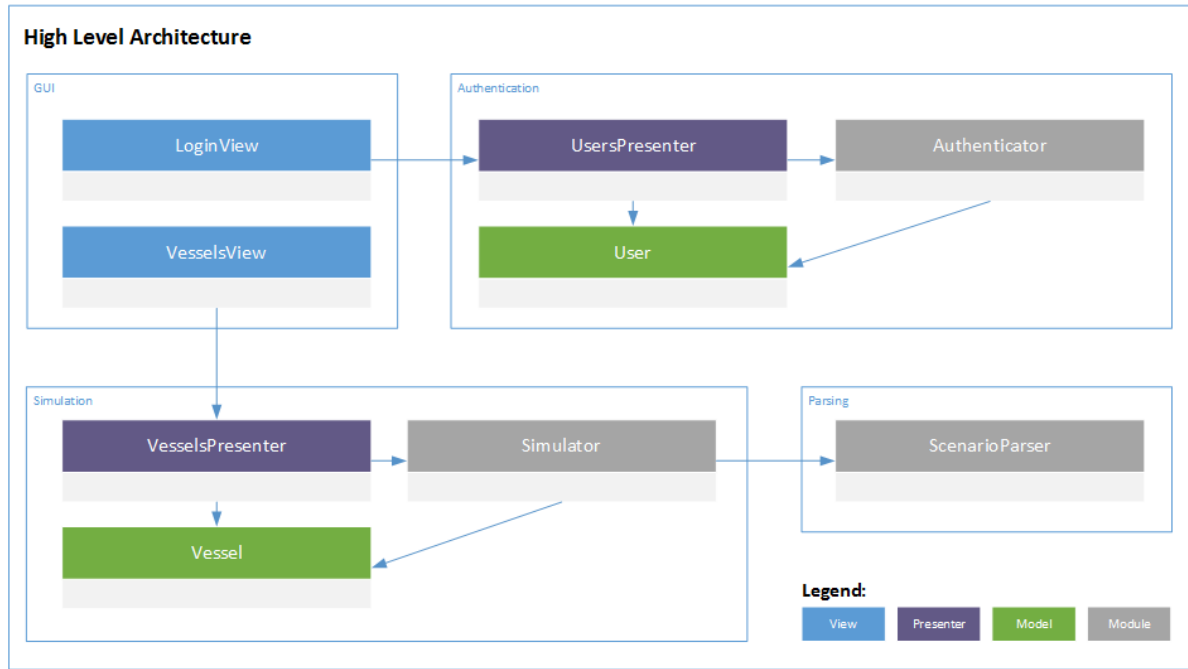 High Level Architecture
GUI
LoginView
VesselsView
Authentication
UsersPresenter
Authenticator
User
Simulation
VesselsPresenter
Simulator
Vessel
Parsing
ScenarioParser
Legend:
View
Presenter
Model
Module